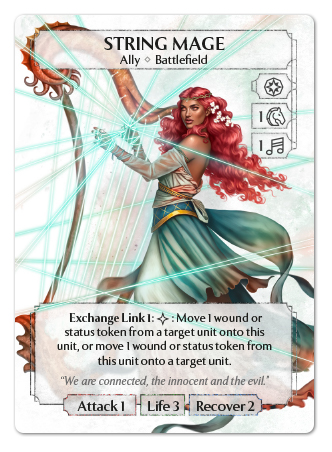 STRING MAGE
Ally ◇ Battlefield
1
1
Exchange Link 1: ✧ : Move 1 wound or
status token from a target unit onto this
unit, or move 1 wound or status token from
this unit onto a target unit.
"We are connected, the innocent and the evil."
Attack 1 Life 3 Recover 2